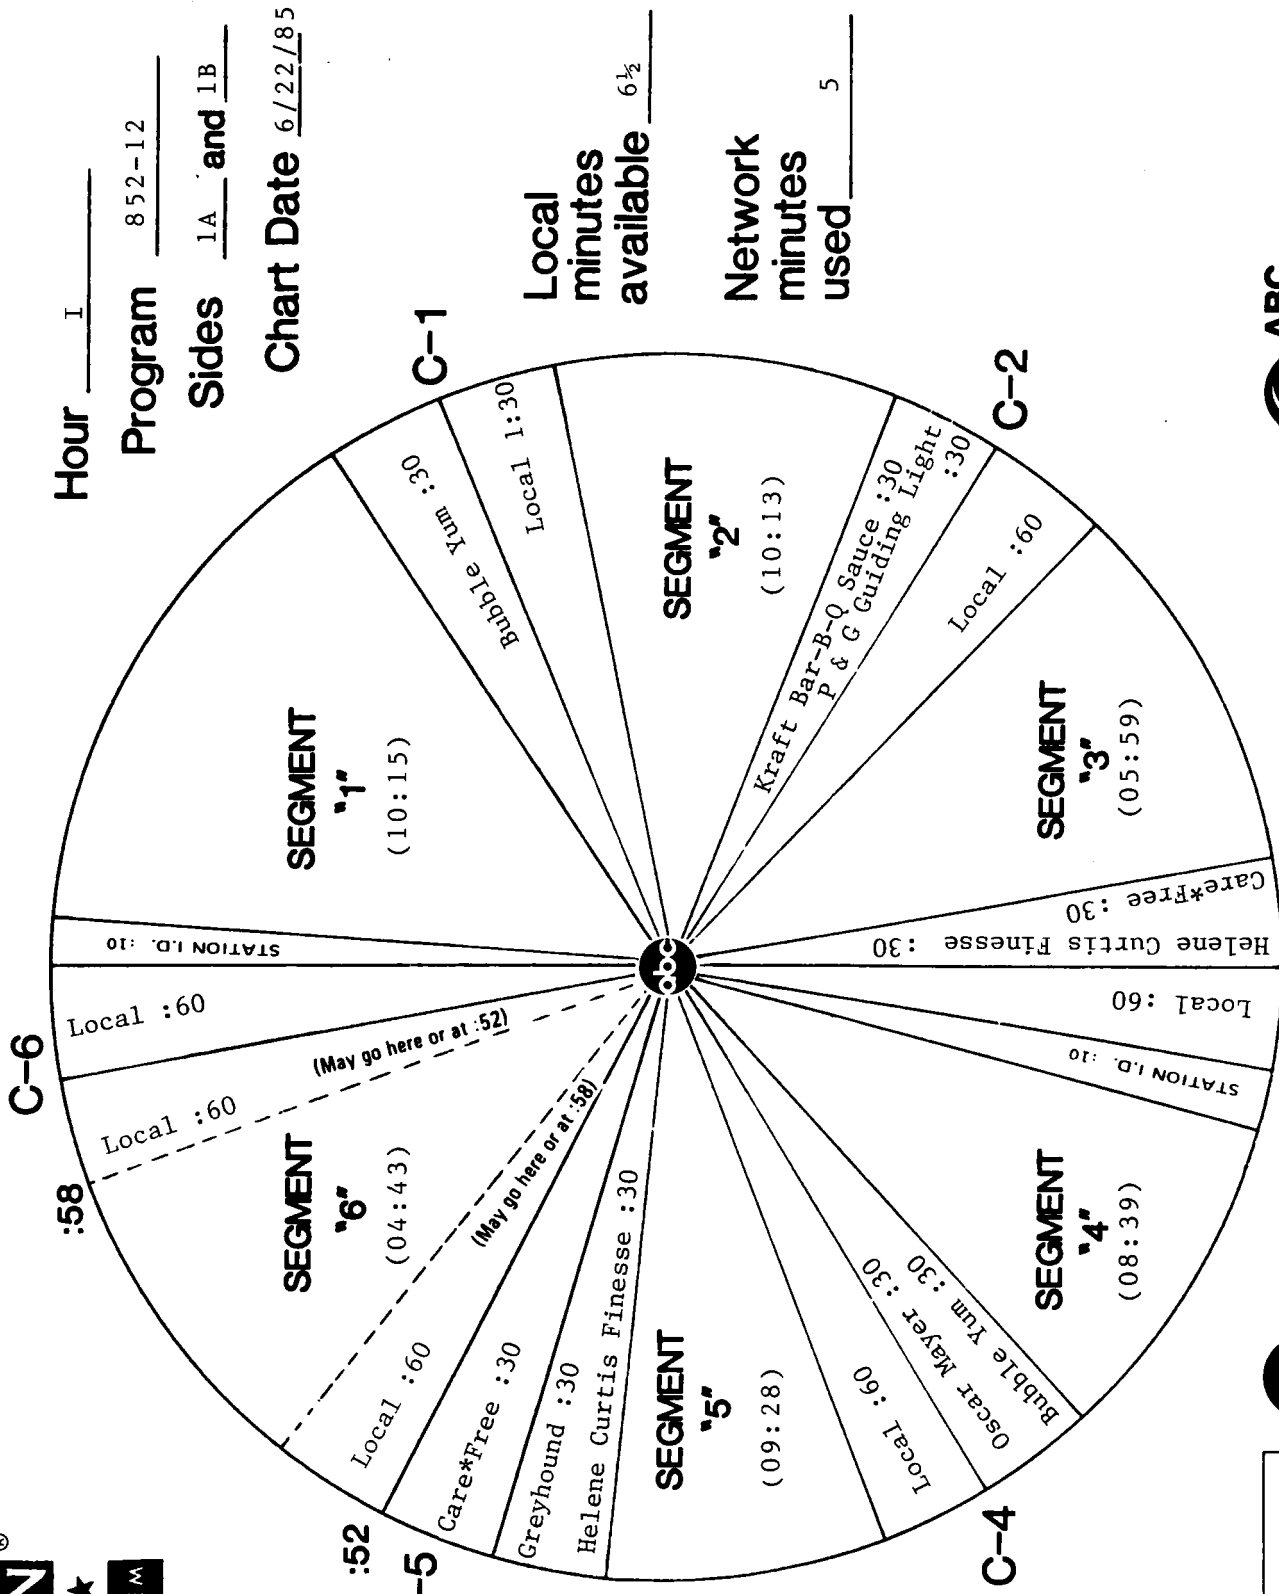 Hour I
Program 852-12
Sides 1A and 1B
Chart Date 6/22/85
Local
minutes
available 6½
Network
minutes
used 5
STATION I.D. :10
SEGMENT
"1"
(10:15)
Bubble Yum :30
C-1
Local 1:30
SEGMENT
"2"
(10:13)
Kraft Bar-B-Q Sauce :30
P & G Guiding Light
:30
C-2
Local :60
SEGMENT
"3"
(05:59)
Care*Free :30
Helene Curtis Finesse :30
Local :60
STATION I.D. :10
SEGMENT
"4"
(08:39)
Bubble Yum :30
Oscar Mayer :30
C-4
Local :60
SEGMENT
"5"
(09:28)
Helene Curtis Finesse :30
Greyhound :30
Care*Free :30
-5
:52
Local :60
(May go here or at :58)
SEGMENT
"6"
(04:43)
:58
(May go here or at :52)
Local :60
C-6
Local :60
abc
ABC
N®
W